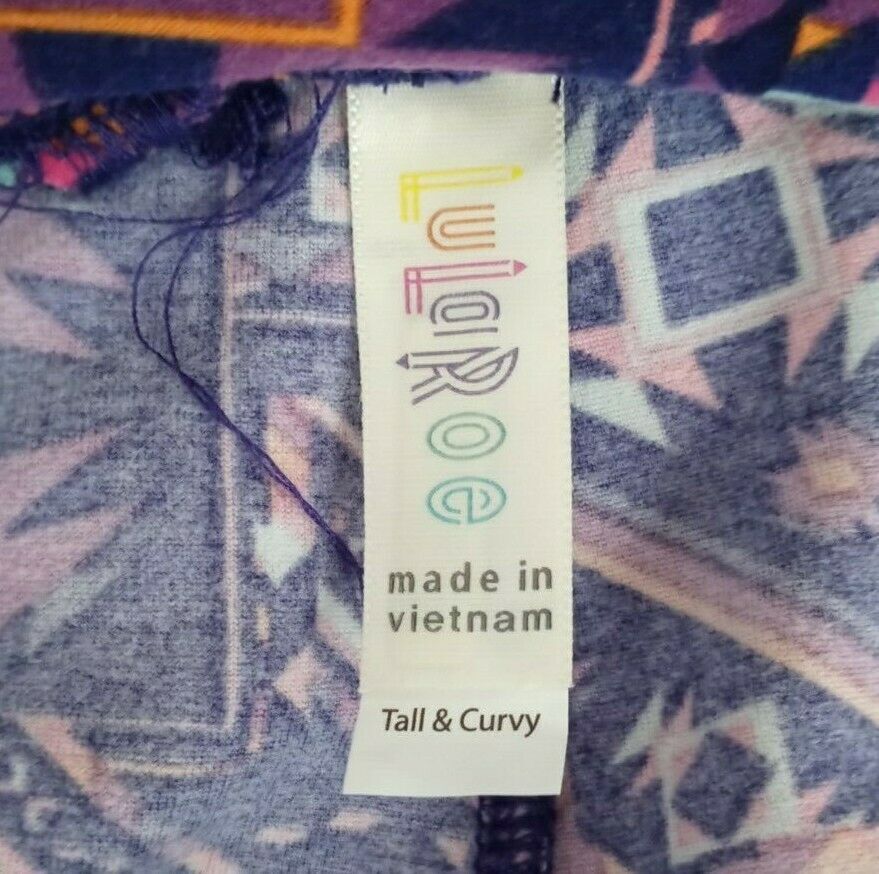 LuLaRoe
made in
vietnam
Tall & Curvy